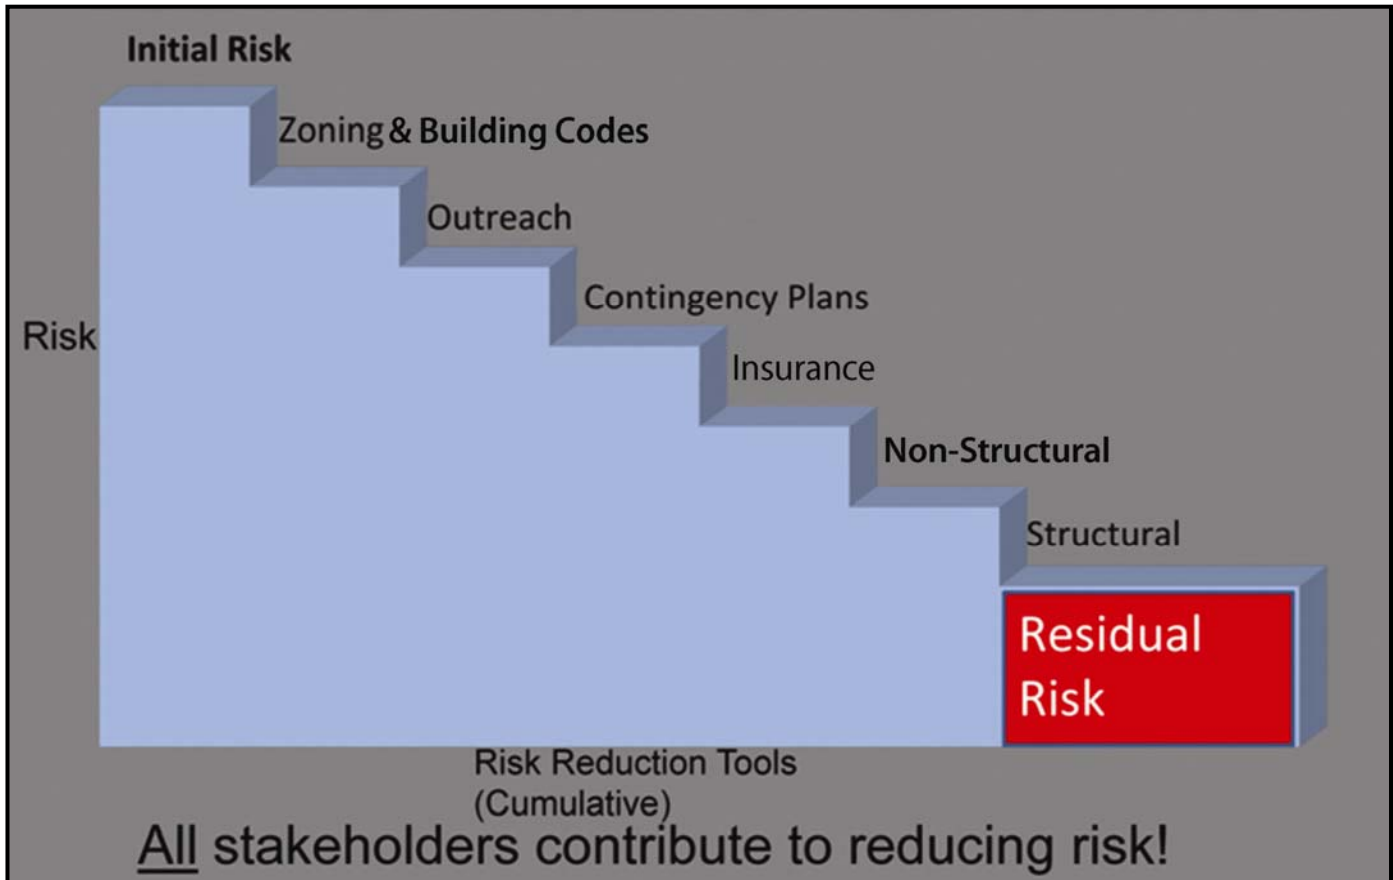 Initial Risk
Zoning & Building Codes
Outreach
Contingency Plans
Risk
Insurance
Non-Structural
Structural
Residual
Risk
Risk Reduction Tools
(Cumulative)
All stakeholders contribute to reducing risk!